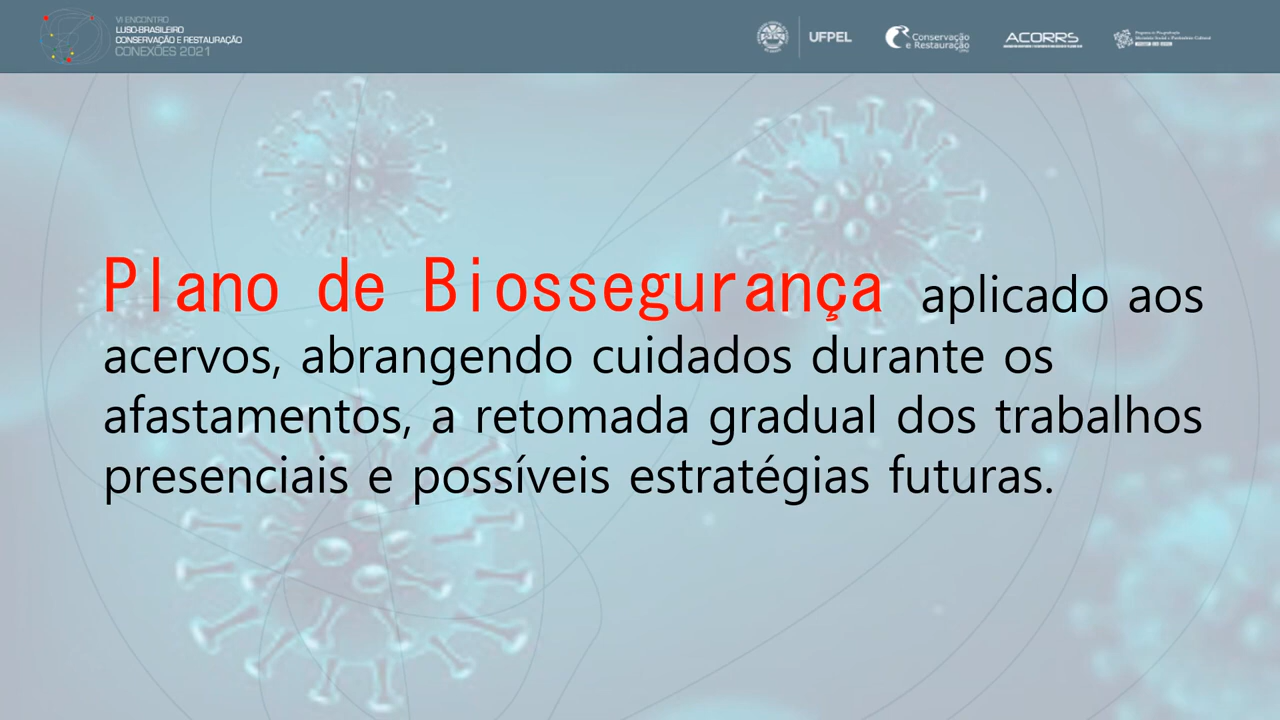 VI ENCONTRO
LUSO-BRASILEIRO
CONSERVAÇÃO E RESTAURAÇÃO
CONEXÕES 2021
UFPEL
Conservação
e Restauração
ACORRS
Plano de Biossegurança aplicado aos
acervos, abrangendo cuidados durante os
afastamentos, a retomada gradual dos trabalhos
presenciais e possíveis estratégias futuras.